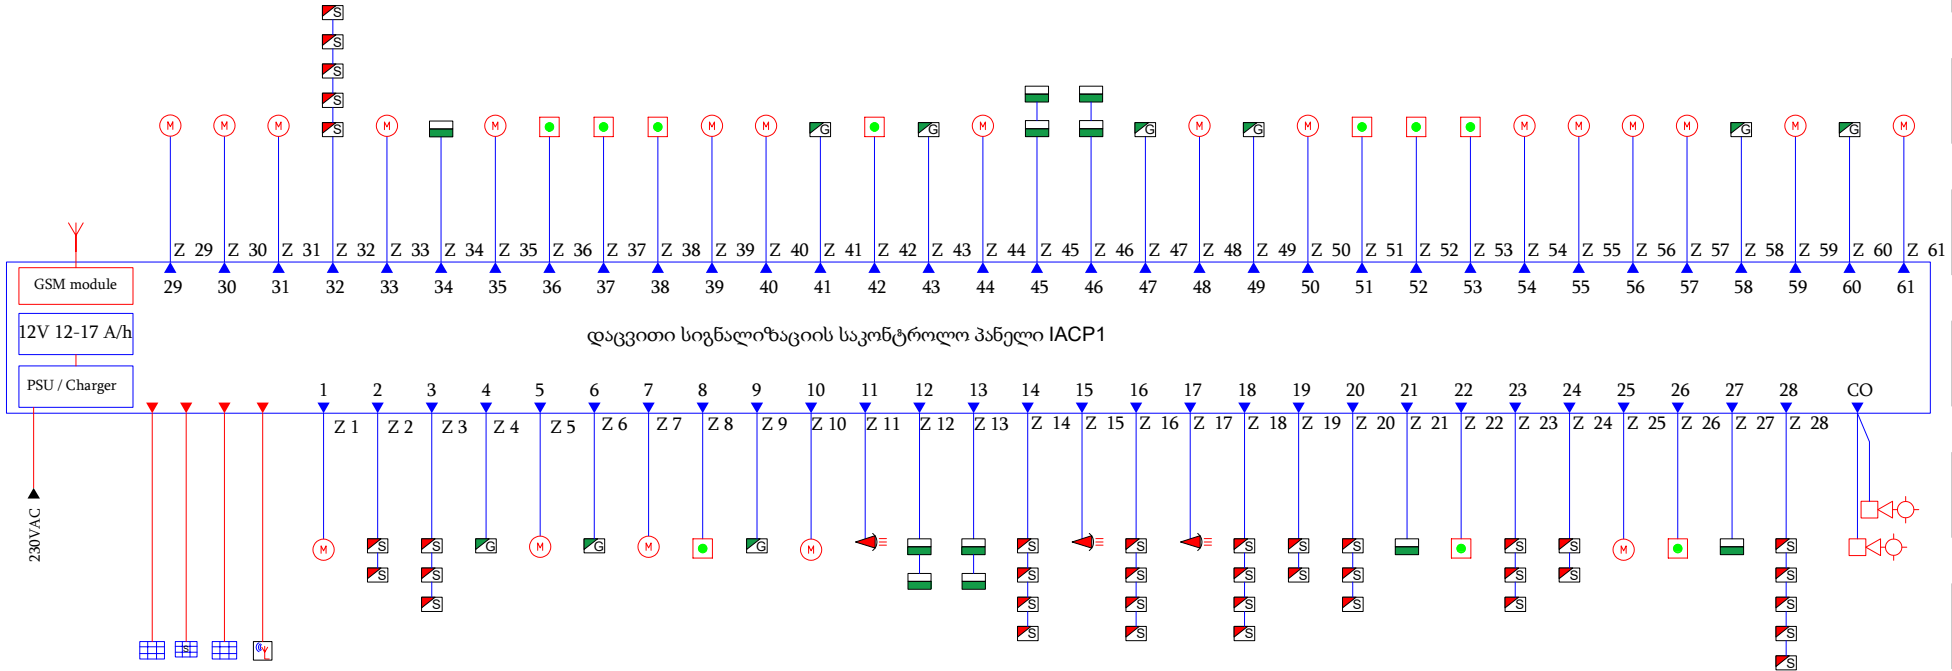 S
S
S
S
M M M S M M M M M G M G M G M G M M M M M G M G M
Z 29 Z 30 Z 31 Z 32 Z 33 Z 34 Z 35 Z 36 Z 37 Z 38 Z 39 Z 40 Z 41 Z 42 Z 43 Z 44 Z 45 Z 46 Z 47 Z 48 Z 49 Z 50 Z 51 Z 52 Z 53 Z 54 Z 55 Z 56 Z 57 Z 58 Z 59 Z 60 Z 61
GSM module
29 30 31 32 33 34 35 36 37 38 39 40 41 42 43 44 45 46 47 48 49 50 51 52 53 54 55 56 57 58 59 60 61
12V 12-17 A/h
დაცვითი სიგნალიზაციის საკონტროლო პანელი IACP1
PSU / Charger
1 2 3 4 5 6 7 8 9 10 11 12 13 14 15 16 17 18 19 20 21 22 23 24 25 26 27 28 CO
Z 1 Z 2 Z 3 Z 4 Z 5 Z 6 Z 7 Z 8 Z 9 Z 10 Z 11 Z 12 Z 13 Z 14 Z 15 Z 16 Z 17 Z 18 Z 19 Z 20 Z 21 Z 22 Z 23 Z 24 Z 25 Z 26 Z 27 Z 28
230VAC
M S S G M G M G M S S S S S S S M S
S S S S S S S S S S
S S S S S S S
S S S S
S S